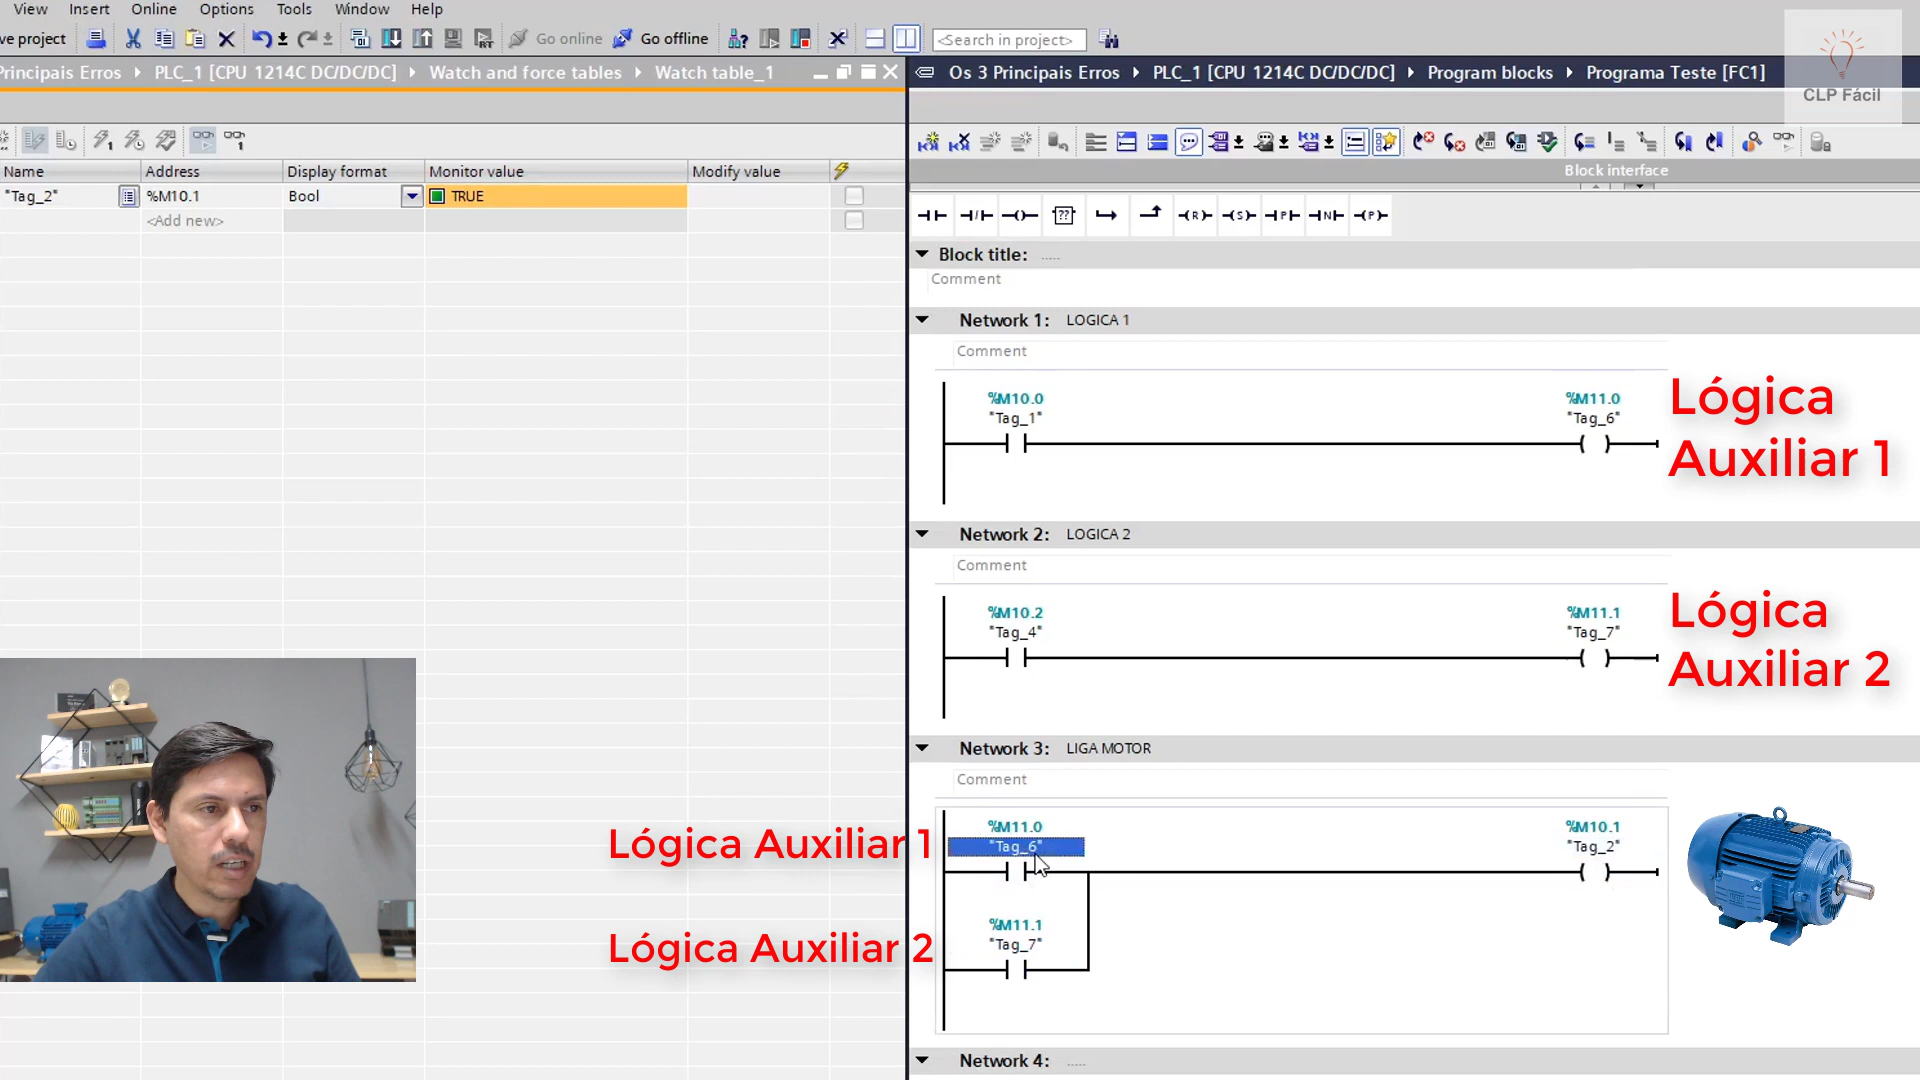 View Insert Online Options Tools Window Help
ve project Go online Go offline <Search in project>
Principais Erros PLC_1 [CPU 1214C DC/DC/DC] Watch and force tables Watch table_1
Os 3 Principais Erros PLC_1 [CPU 1214C DC/DC/DC] Program blocks Programa Teste [FC1]
CLP Fácil
Block interface
Name Address Display format Monitor value Modify value
"Tag_2" %M10.1 Bool TRUE
<Add new>
Block title: .....
Comment
Network 1: LOGICA 1
Comment
%M10.0 %M11.0
"Tag_1" "Tag_6"
Lógica
Auxiliar 1
Network 2: LOGICA 2
Comment
%M10.2 %M11.1
"Tag_4" "Tag_7"
Lógica
Auxiliar 2
Network 3: LIGA MOTOR
Comment
%M11.0 %M10.1
"Tag_6" "Tag_2"
Lógica Auxiliar 1
%M11.1
"Tag_7"
Lógica Auxiliar 2
Network 4: .....